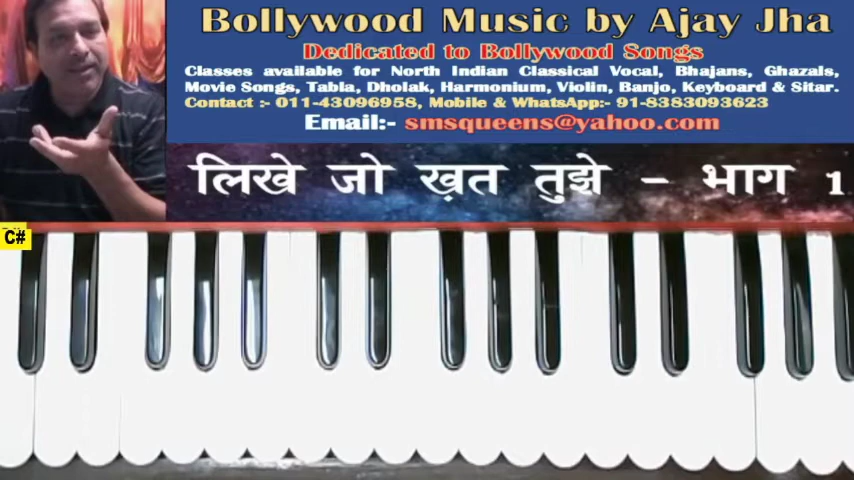 Bollywood Music by Ajay Jha
Dedicated to Bollywood Songs
Classes available for North Indian Classical Vocal, Bhajans, Ghazals,
Movie Songs, Tabla, Dholak, Harmonium, Violin, Banjo, Keyboard & Sitar.
Contact :- 011-43096958, Mobile & WhatsApp:- 91-8383093623
Email:- smsqueens@yahoo.com
लिखे जो ख़त तुझे - भाग 1
C#